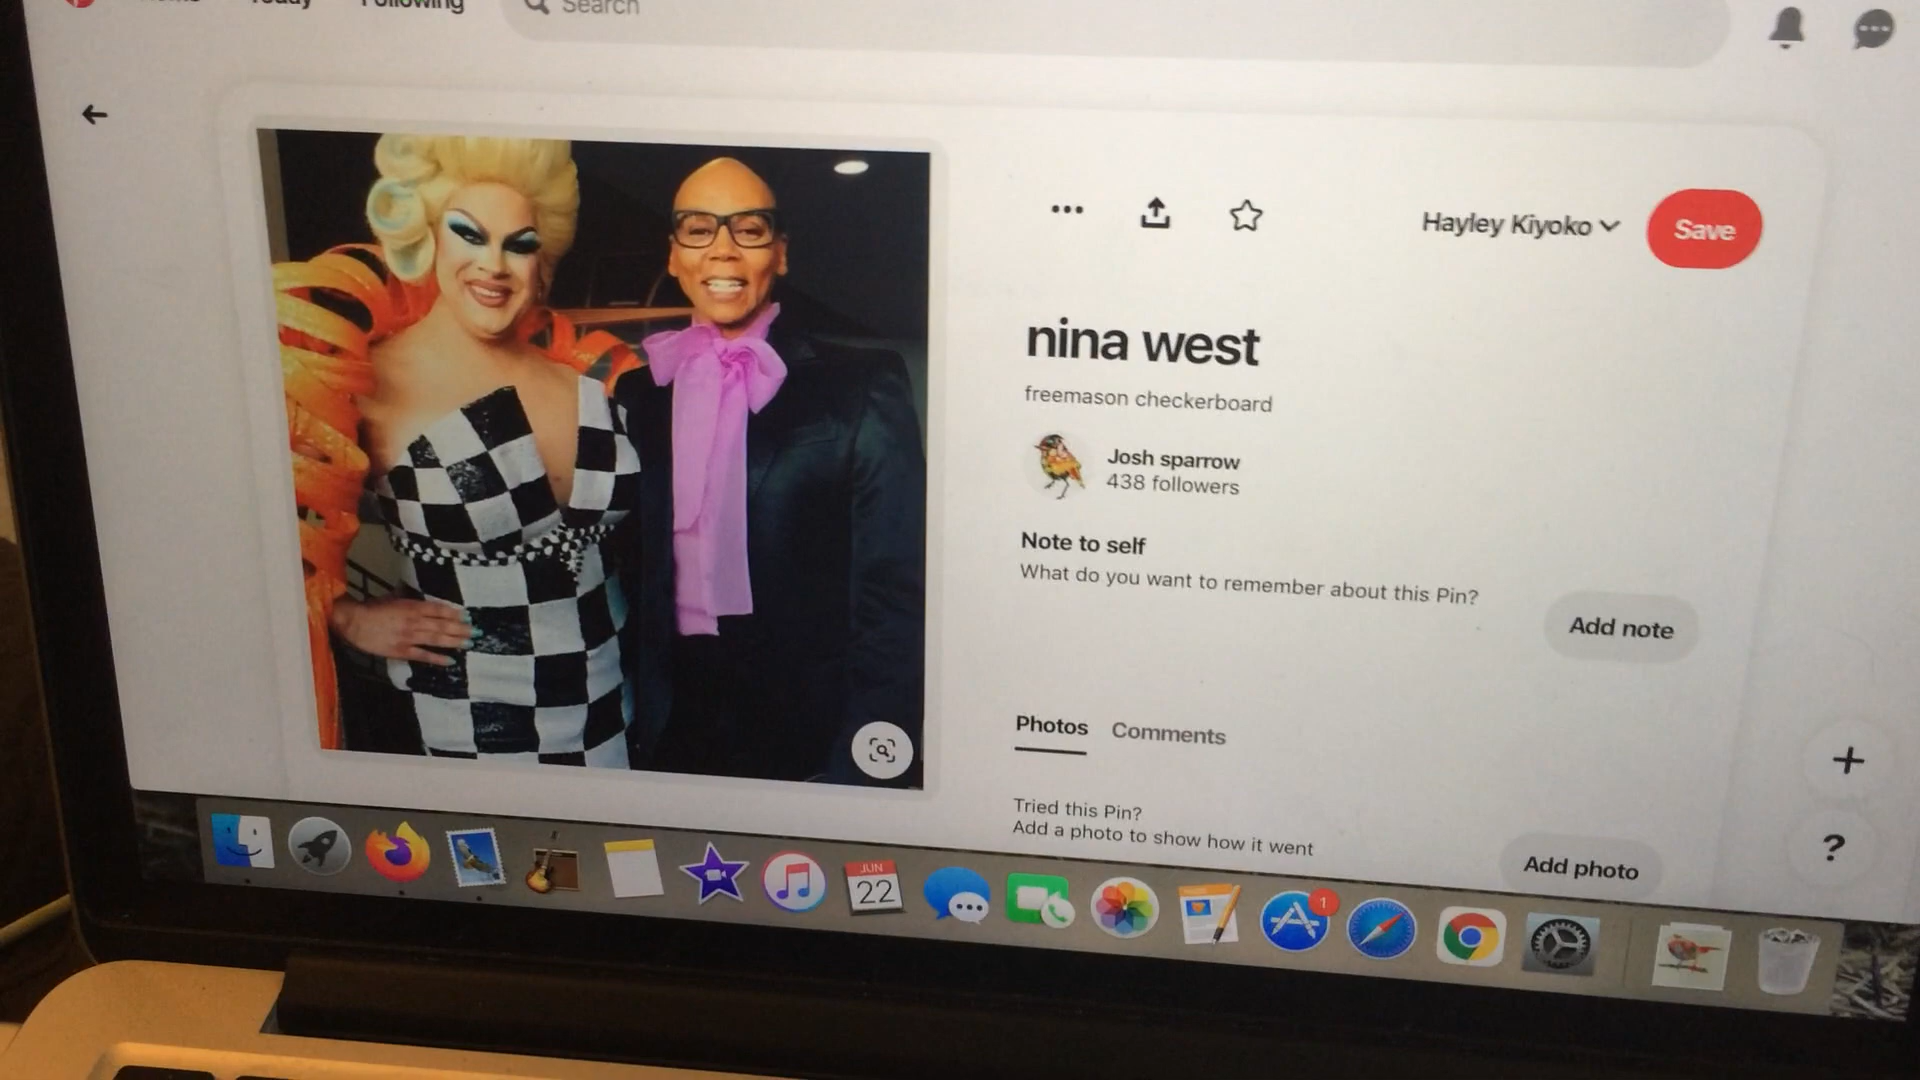 Today
Following
Search
Hayley Kiyoko
Save
nina west
freemason checkerboard
Josh sparrow
438 followers
Note to self
What do you want to remember about this Pin?
Add note
Photos
Comments
Tried this Pin?
Add a photo to show how it went
Add photo
?
JUN
22
1